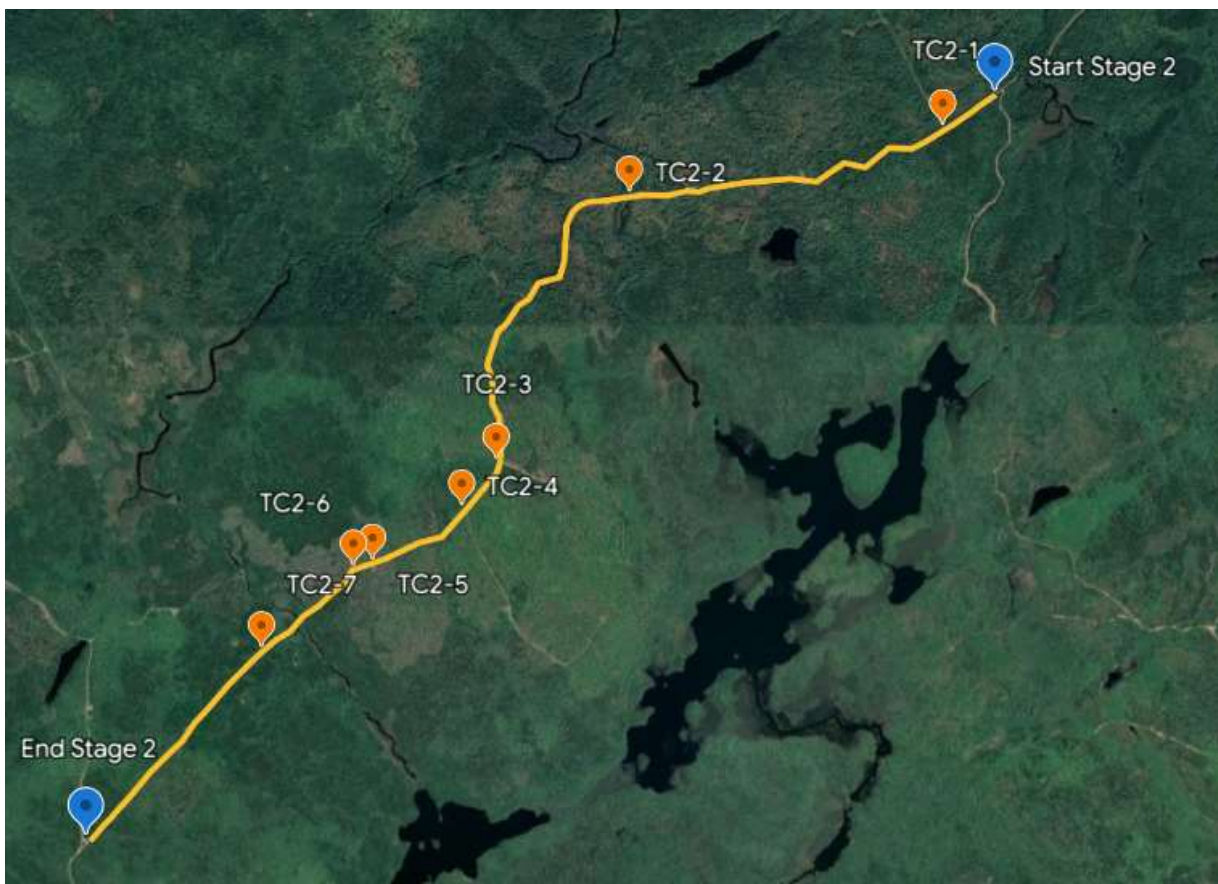 TC2-1
Start Stage 2
TC2-2
TC2-3
TC2-4
TC2-6
TC2-7
TC2-5
End Stage 2